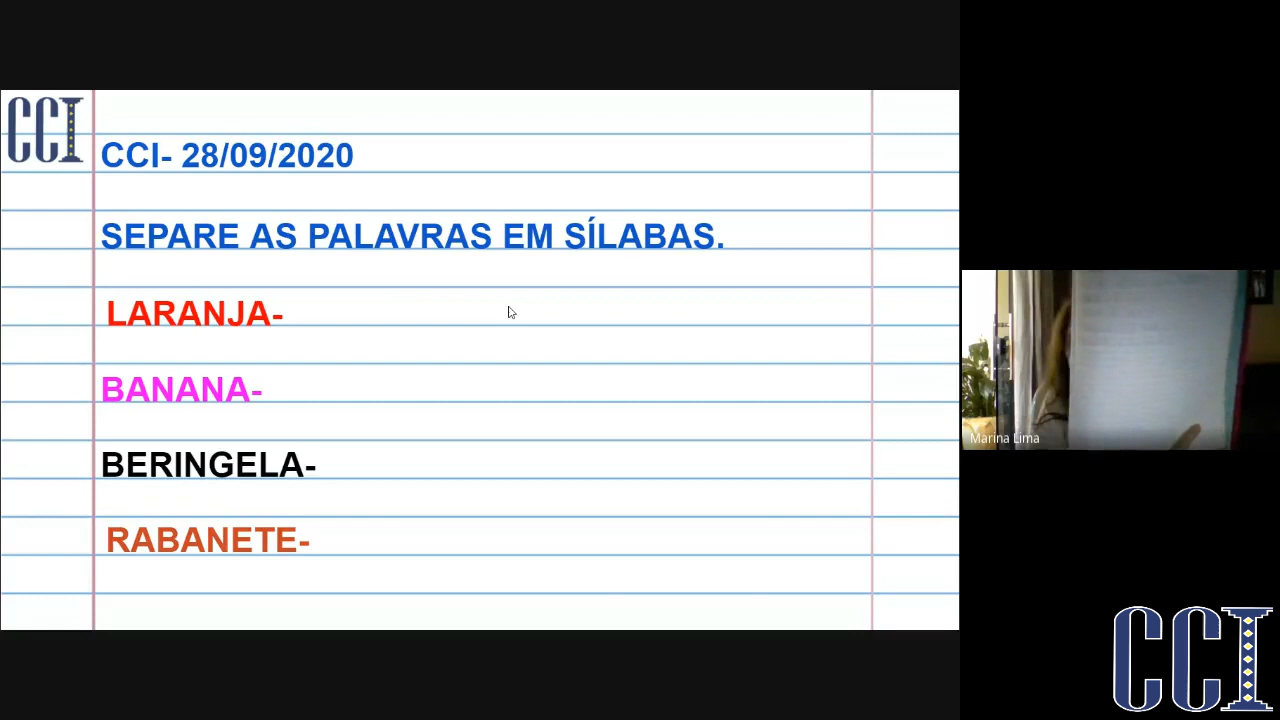 CCI
CCI- 28/09/2020
SEPARE AS PALAVRAS EM SÍLABAS.
LARANJA-
BANANA-
BERINGELA-
RABANETE-
Marina Lima
CCI